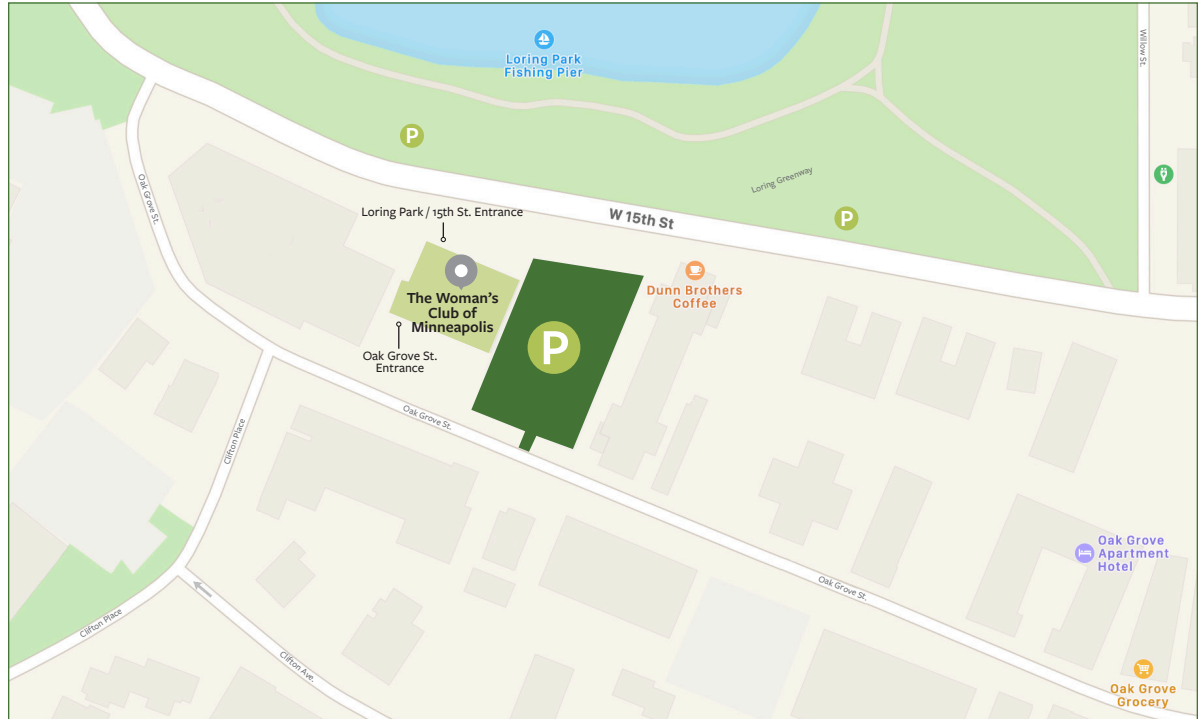 Loring Park
Fishing Pier
Willow St.
P
Loring Greenway
P
Oak Grove St.
Loring Park / 15th St. Entrance
W 15th St
The Woman's
Club of
Minneapolis
Dunn Brothers
Coffee
P
Oak Grove St.
Entrance
Oak Grove St.
Clifton Place
Oak Grove
Apartment
Hotel
Oak Grove St.
Clifton Place
Clifton Ave.
Oak Grove
Grocery